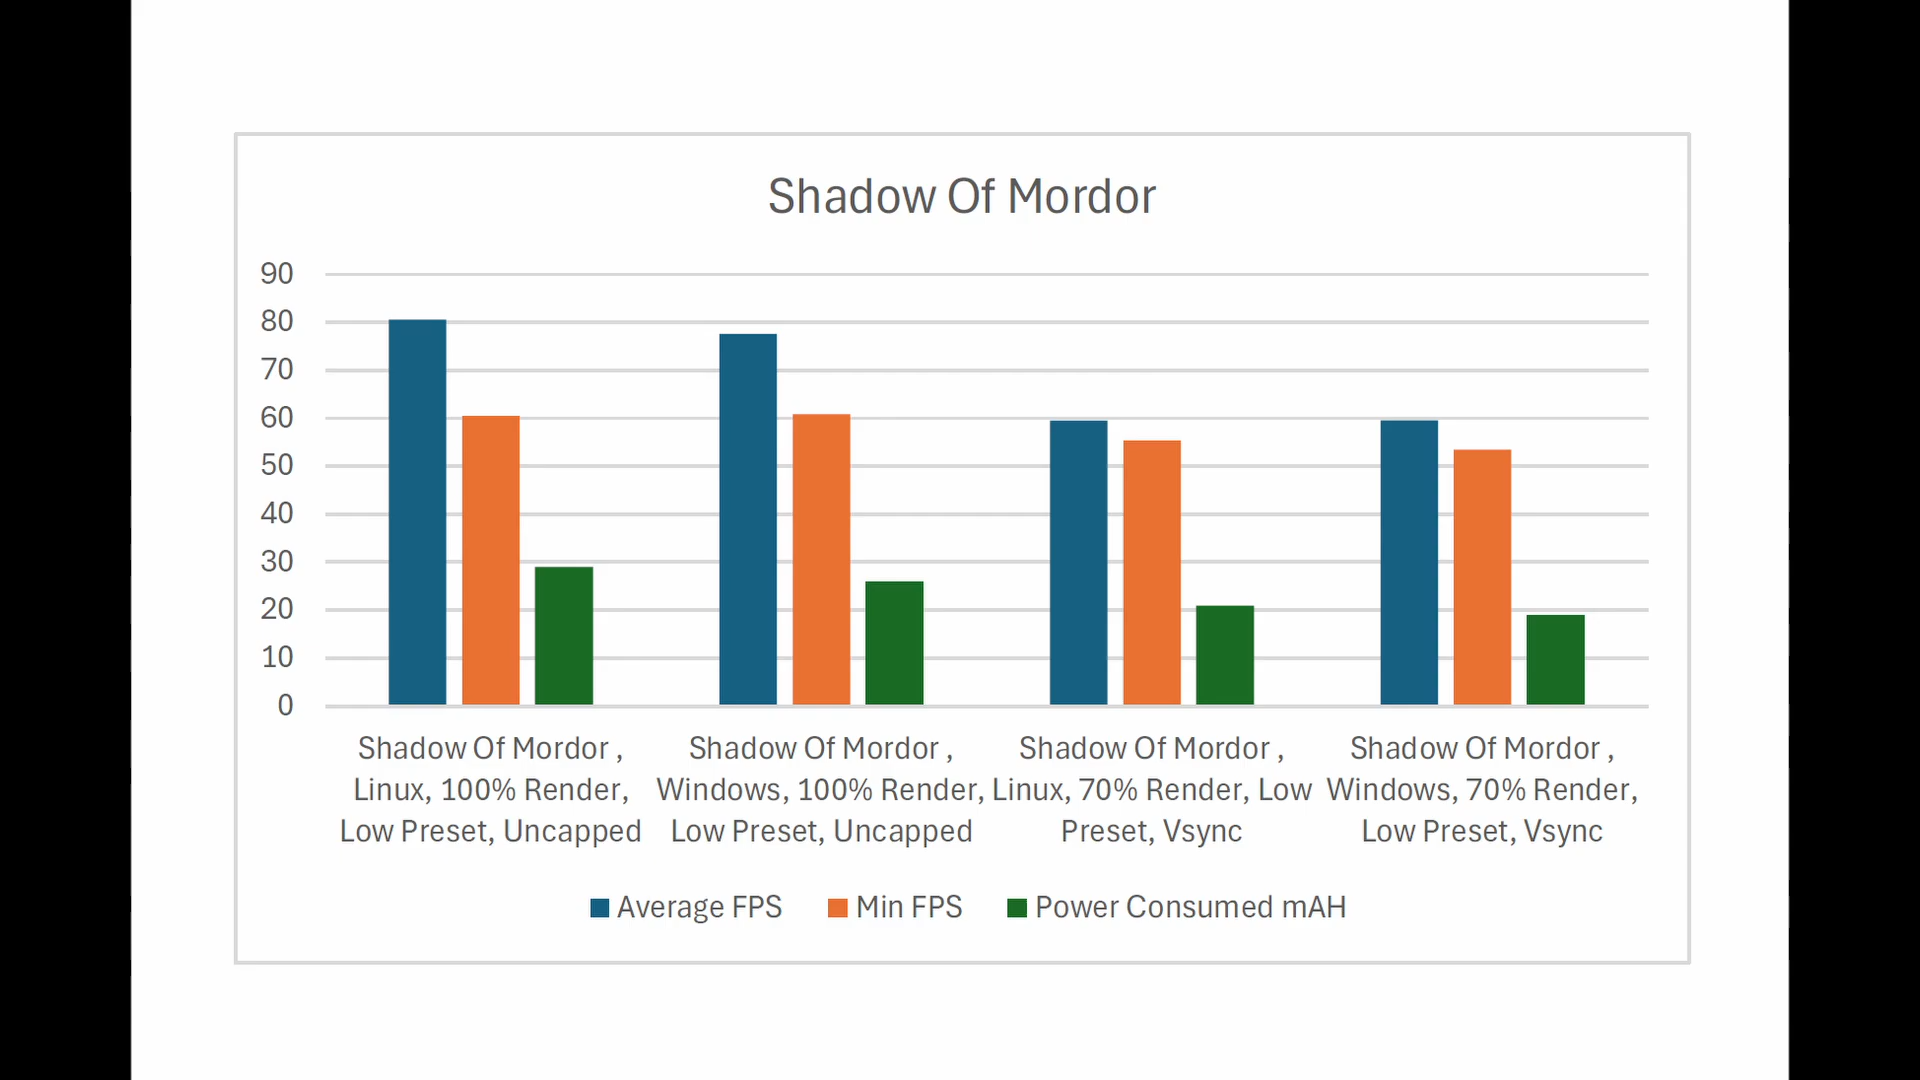 Shadow Of Mordor
90
80
70
60
50
40
30
20
10
0
Shadow Of Mordor ,
Linux, 100% Render,
Low Preset, Uncapped
Shadow Of Mordor ,
Windows, 100% Render,
Low Preset, Uncapped
Shadow Of Mordor ,
Linux, 70% Render, Low
Preset, Vsync
Shadow Of Mordor ,
Windows, 70% Render,
Low Preset, Vsync
Average FPS
Min FPS
Power Consumed mAH